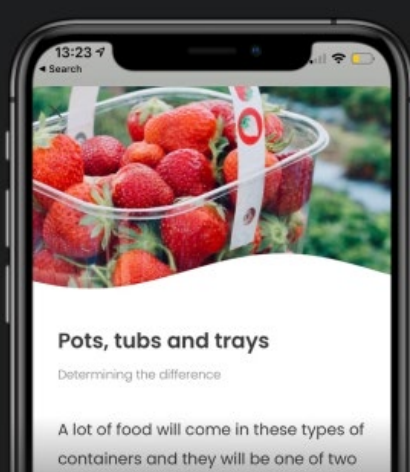 13:23
◀ Search
Pots, tubs and trays
Determining the difference
A lot of food will come in these types of
containers and they will be one of two